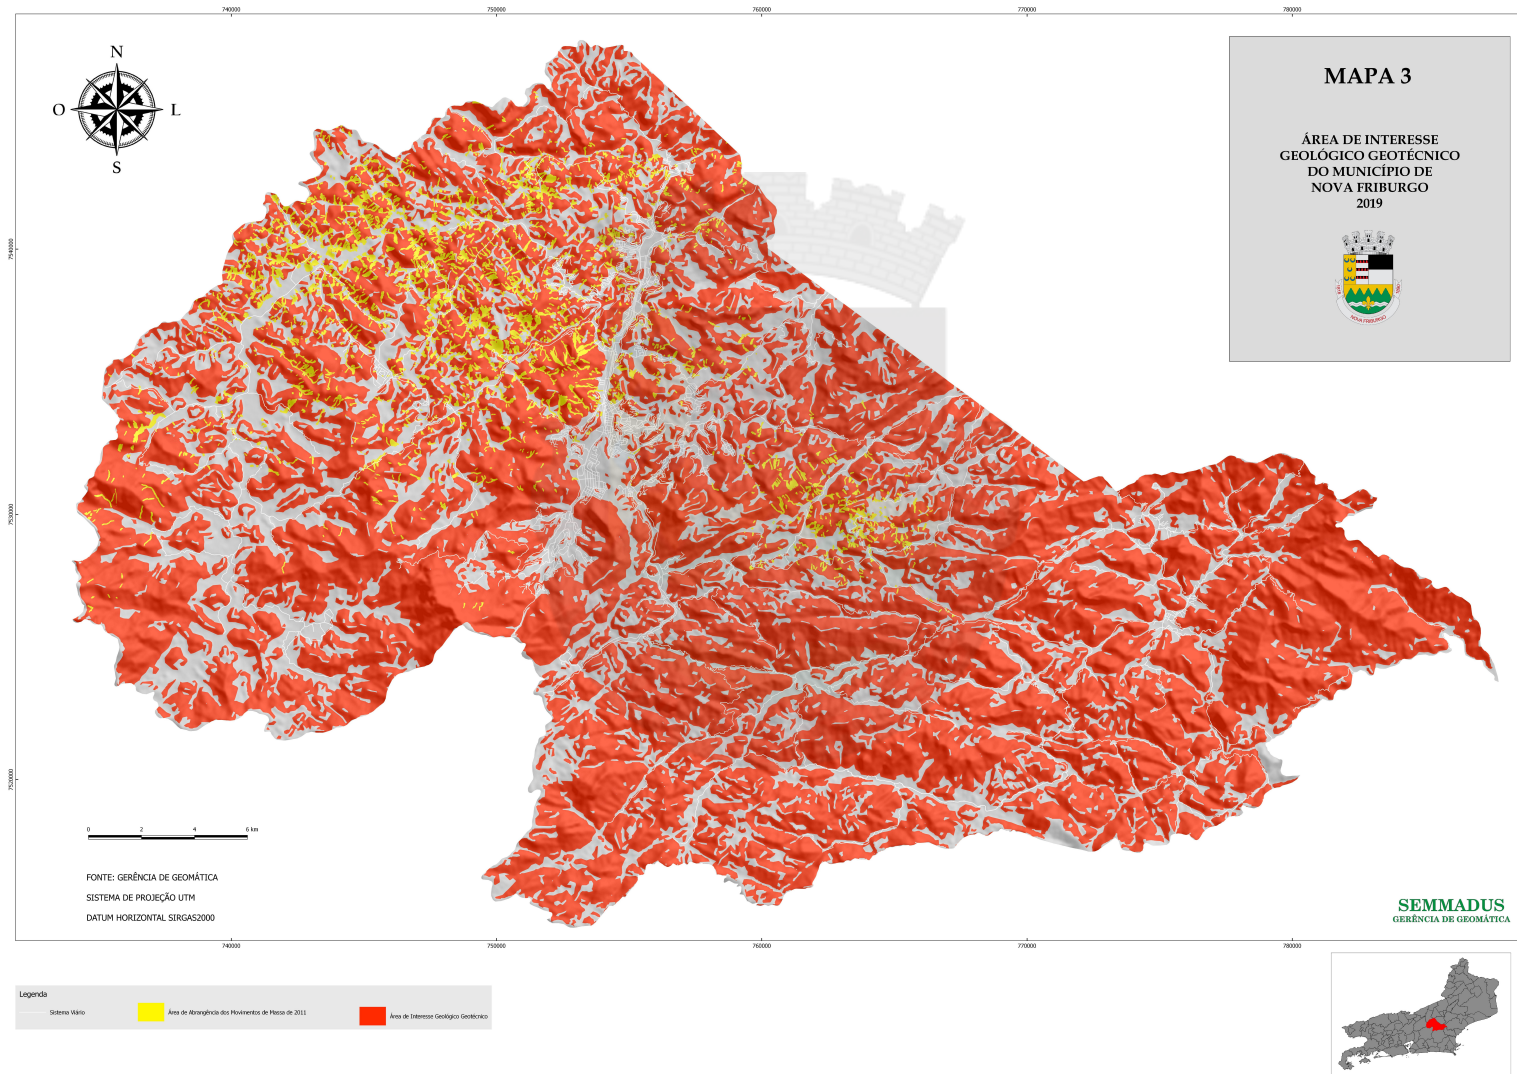 740000
750000
760000
770000
780000
N
O
L
S
MAPA 3
ÁREA DE INTERESSE
GEOLÓGICO GEOTÉCNICO
DO MUNICÍPIO DE
NOVA FRIBURGO
2019
NOVA FRIBURGO
7540000
7530000
7520000
0 2 4 6 km
FONTE: GERÊNCIA DE GEOMÁTICA
SISTEMA DE PROJEÇÃO UTM
DATUM HORIZONTAL SIRGAS2000
SEMMADUS
GERÊNCIA DE GEOMÁTICA
740000
750000
760000
770000
780000
Legenda
Sistema Viário
Área de Abrangência dos Movimentos de Massa de 2011
Área de Interesse Geológico Geotécnico